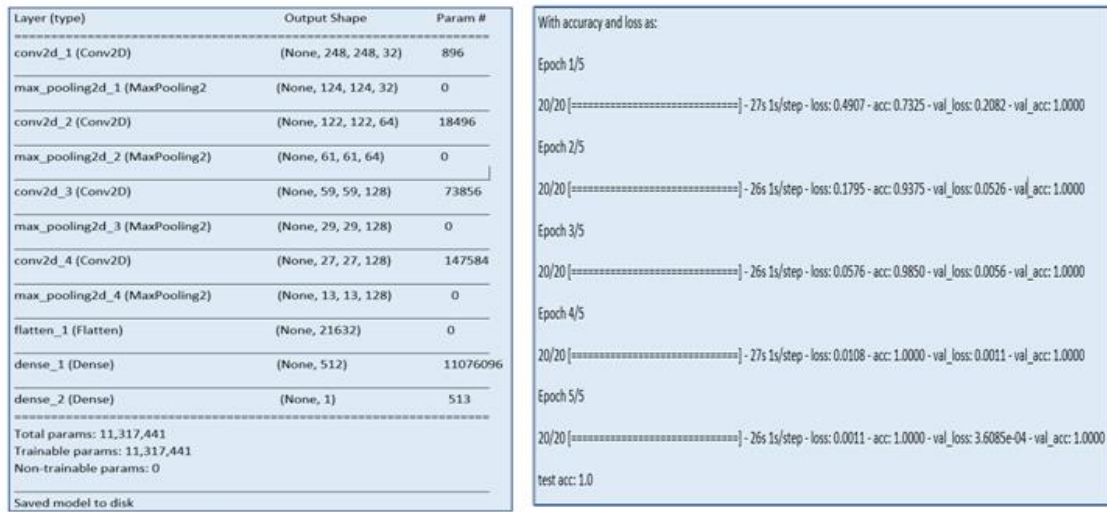 Layer (type) Output Shape Param #
=================================================================
conv2d_1 (Conv2D) (None, 248, 248, 32) 896
max_pooling2d_1 (MaxPooling2 (None, 124, 124, 32) 0
conv2d_2 (Conv2D) (None, 122, 122, 64) 18496
max_pooling2d_2 (MaxPooling2) (None, 61, 61, 64) 0
conv2d_3 (Conv2D) (None, 59, 59, 128) 73856
max_pooling2d_3 (MaxPooling2) (None, 29, 29, 128) 0
conv2d_4 (Conv2D) (None, 27, 27, 128) 147584
max_pooling2d_4 (MaxPooling2) (None, 13, 13, 128) 0
flatten_1 (Flatten) (None, 21632) 0
dense_1 (Dense) (None, 512) 11076096
dense_2 (Dense) (None, 1) 513
=================================================================
Total params: 11,317,441
Trainable params: 11,317,441
Non-trainable params: 0
Saved model to disk
With accuracy and loss as:
Epoch 1/5
20/20 [==============================] - 27s 1s/step - loss: 0.4907 - acc: 0.7325 - val_loss: 0.2082 - val_acc: 1.0000
Epoch 2/5
20/20 [==============================] - 26s 1s/step - loss: 0.1795 - acc: 0.9375 - val_loss: 0.0526 - val_acc: 1.0000
Epoch 3/5
20/20 [==============================] - 26s 1s/step - loss: 0.0576 - acc: 0.9850 - val_loss: 0.0056 - val_acc: 1.0000
Epoch 4/5
20/20 [==============================] - 27s 1s/step - loss: 0.0108 - acc: 1.0000 - val_loss: 0.0011 - val_acc: 1.0000
Epoch 5/5
20/20 [==============================] - 26s 1s/step - loss: 0.0011 - acc: 1.0000 - val_loss: 3.6085e-04 - val_acc: 1.0000
test acc: 1.0